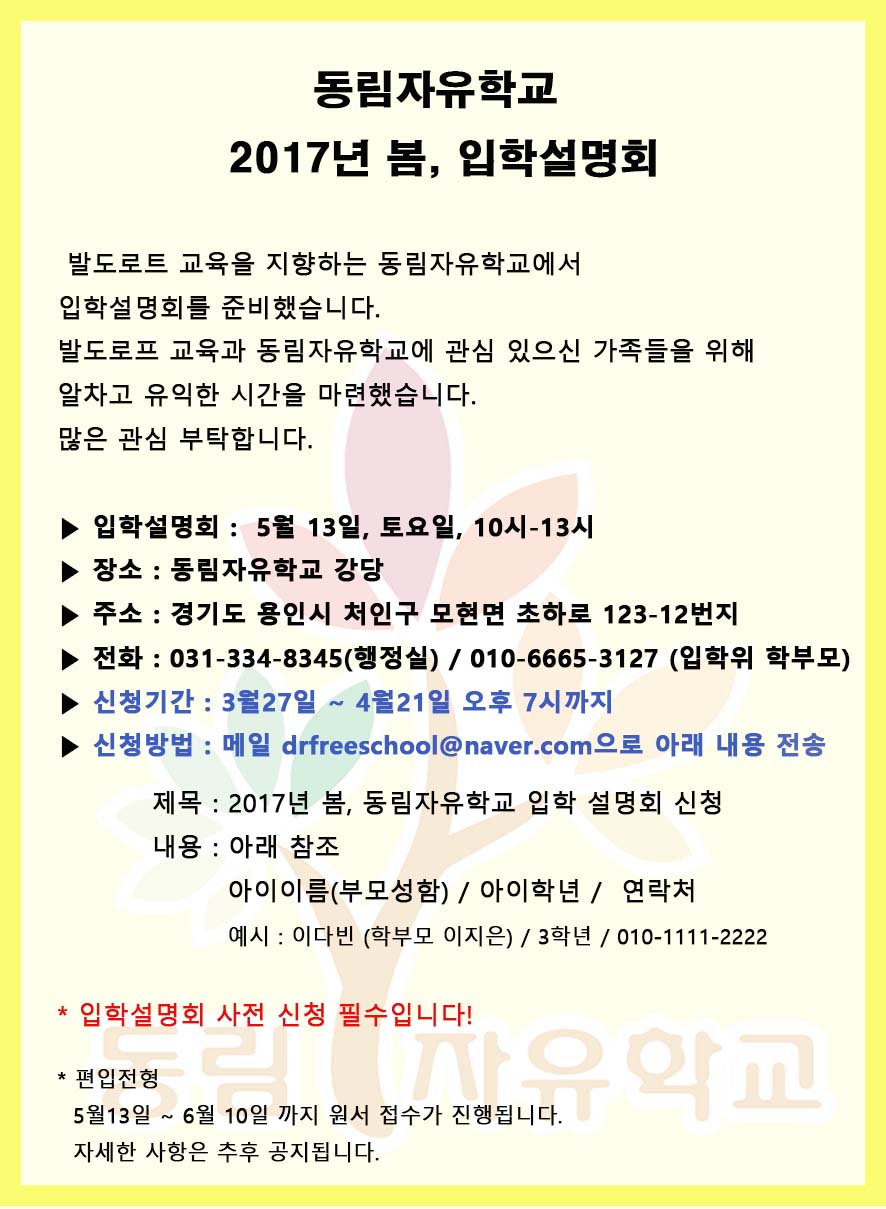 동림자유학교
2017년 봄, 입학설명회
발도로트 교육을 지향하는 동림자유학교에서
입학설명회를 준비했습니다.
발도로프 교육과 동림자유학교에 관심 있으신 가족들을 위해
알차고 유익한 시간을 마련했습니다.
많은 관심 부탁합니다.
▶ 입학설명회 : 5월 13일, 토요일, 10시-13시
▶ 장소 : 동림자유학교 강당
▶ 주소 : 경기도 용인시 처인구 모현면 초하로 123-12번지
▶ 전화 : 031-334-8345(행정실) / 010-6665-3127 (입학위 학부모)
▶ 신청기간 : 3월27일 ~ 4월21일 오후 7시까지
▶ 신청방법 : 메일 drfreeschool@naver.com으로 아래 내용 전송
제목 : 2017년 봄, 동림자유학교 입학 설명회 신청
내용 : 아래 참조
아이이름(부모성함) / 아이학년 / 연락처
예시 : 이다빈 (학부모 이지은) / 3학년 / 010-1111-2222
* 입학설명회 사전 신청 필수입니다!
동림 자유학교
* 편입전형
5월13일 ~ 6월 10일 까지 원서 접수가 진행됩니다.
자세한 사항은 추후 공지됩니다.